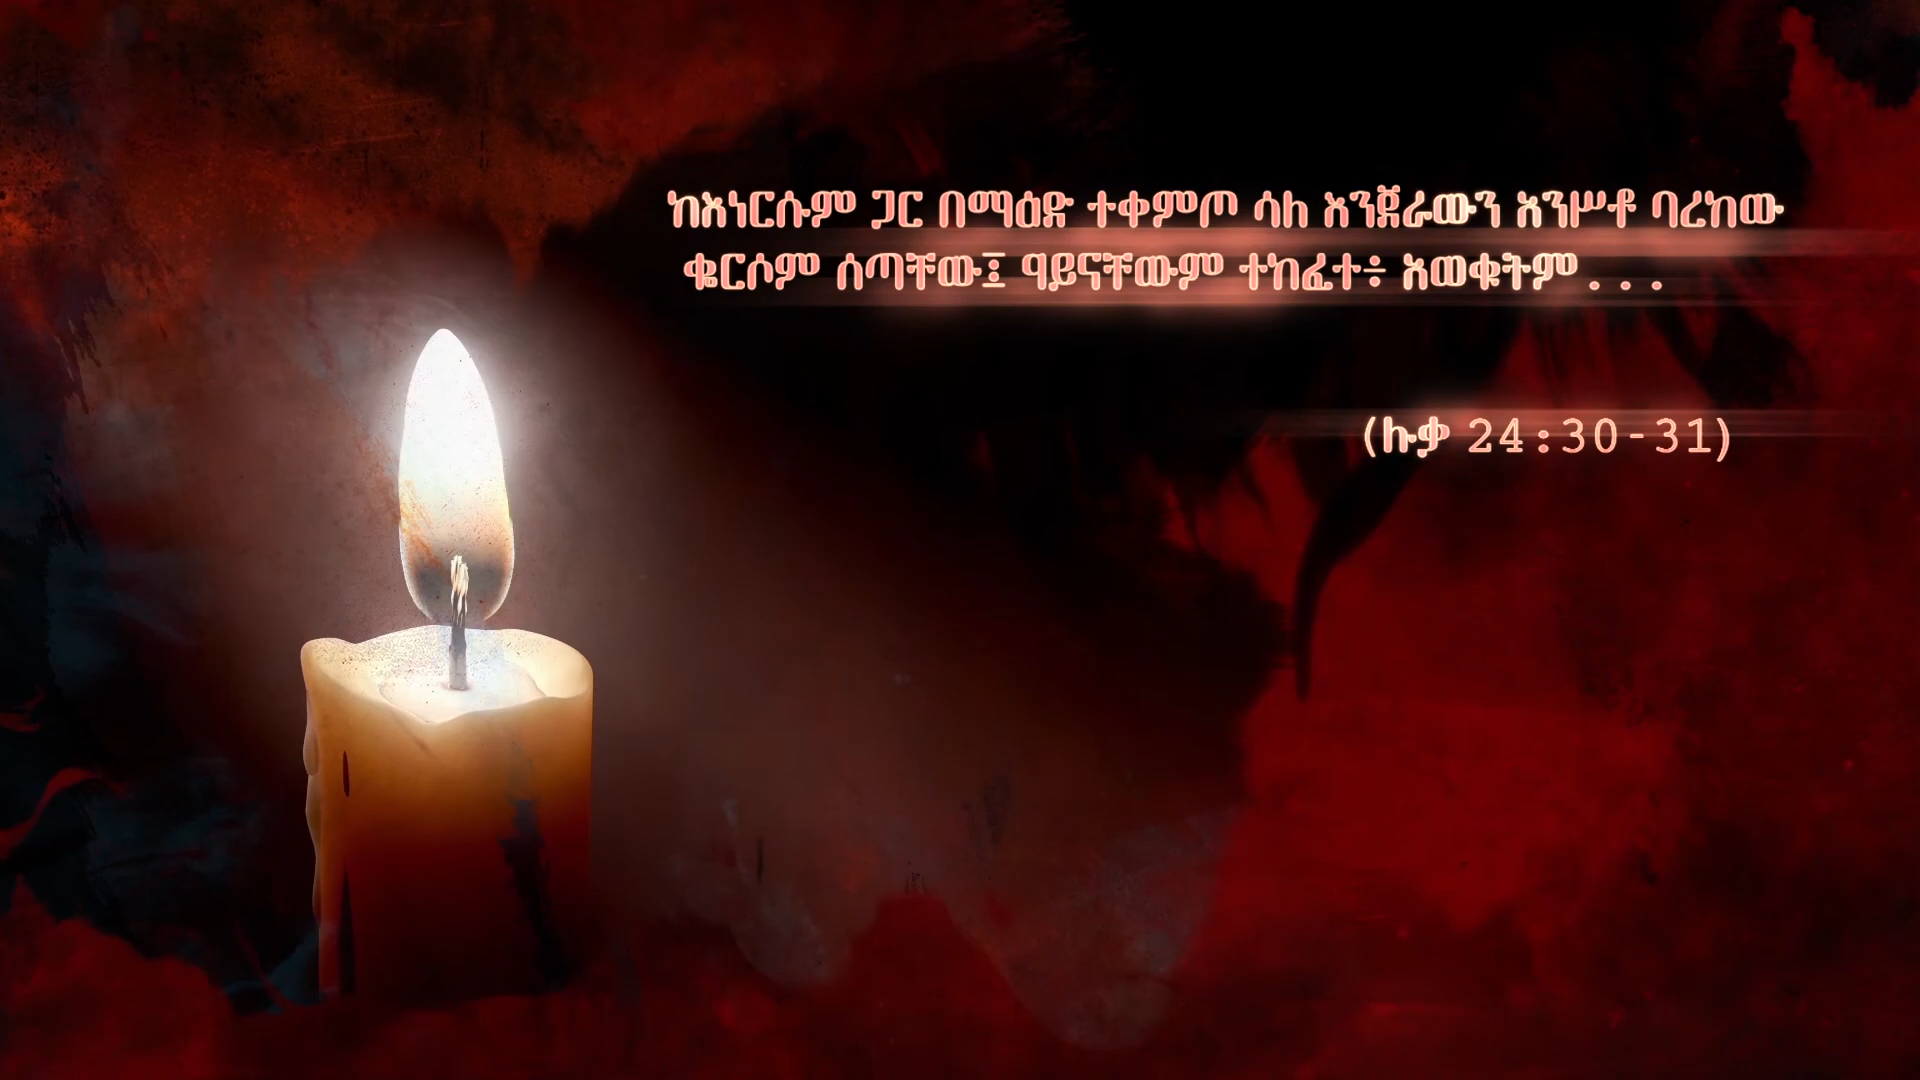 ከእነርሱም ጋር በማዕድ ተቀምጦ ሳለ እንጀራውን አንሥቶ ባረከው
ቈርሶም ሰጣቸው፤ ዓይናቸውም ተከፈተ፥ አወቁትም . . .
(ሉቃ 24:30-31)